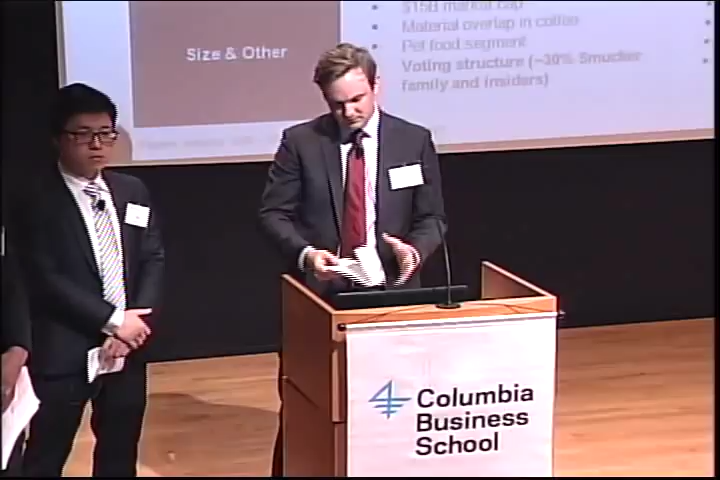 $15B market cap
Material overlap in coffee
Pet food segment
Voting structure (~30% Smucker
family and insiders)
Size & Other
Columbia
Business
School